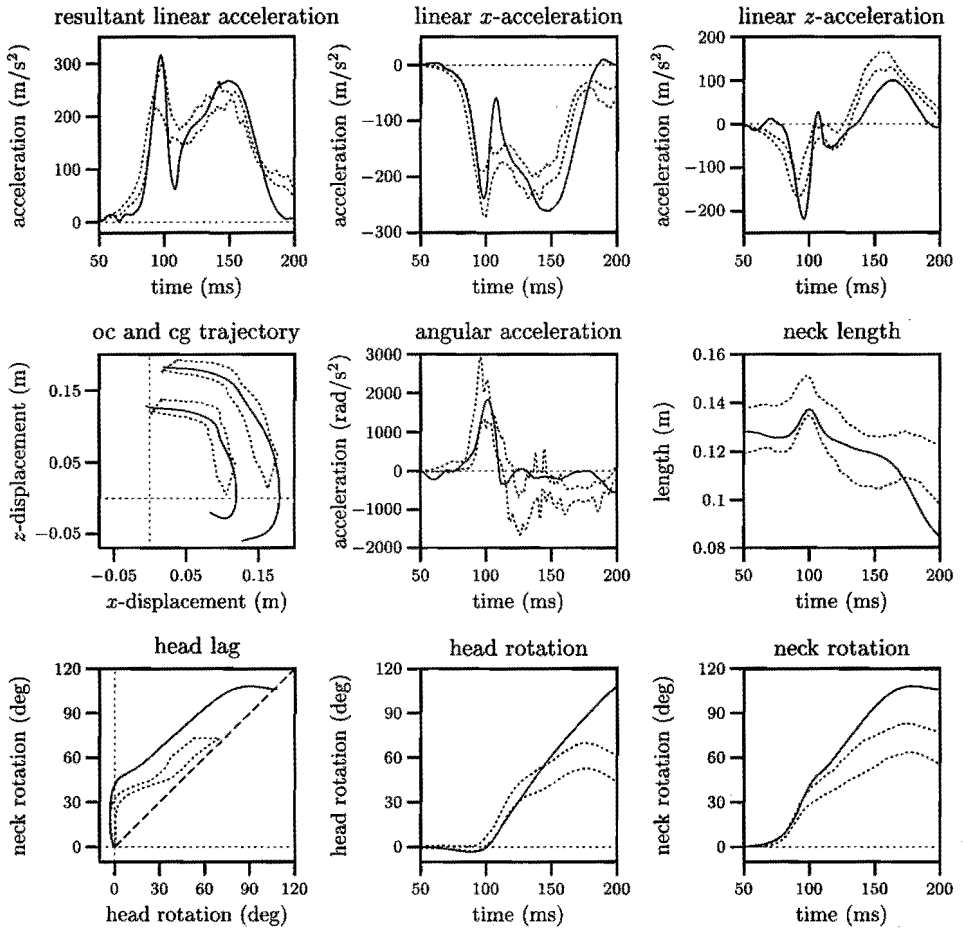 resultant linear acceleration
acceleration (m/s²)
300
200
100
0
50 100 150 200
time (ms)
linear x-acceleration
acceleration (m/s²)
0
−100
−200
−300
50 100 150 200
time (ms)
linear z-acceleration
acceleration (m/s²)
200
100
0
−100
−200
50 100 150 200
time (ms)
oc and cg trajectory
z-displacement (m)
0.15
0.05
−0.05
−0.05 0.05 0.15
x-displacement (m)
angular acceleration
acceleration (rad/s²)
3000
2000
1000
0
−1000
−2000
50 100 150 200
time (ms)
neck length
length (m)
0.16
0.14
0.12
0.1
0.08
50 100 150 200
time (ms)
head lag
neck rotation (deg)
120
90
60
30
0
0 30 60 90 120
head rotation (deg)
head rotation
head rotation (deg)
120
90
60
30
0
50 100 150 200
time (ms)
neck rotation
neck rotation (deg)
120
90
60
30
0
50 100 150 200
time (ms)